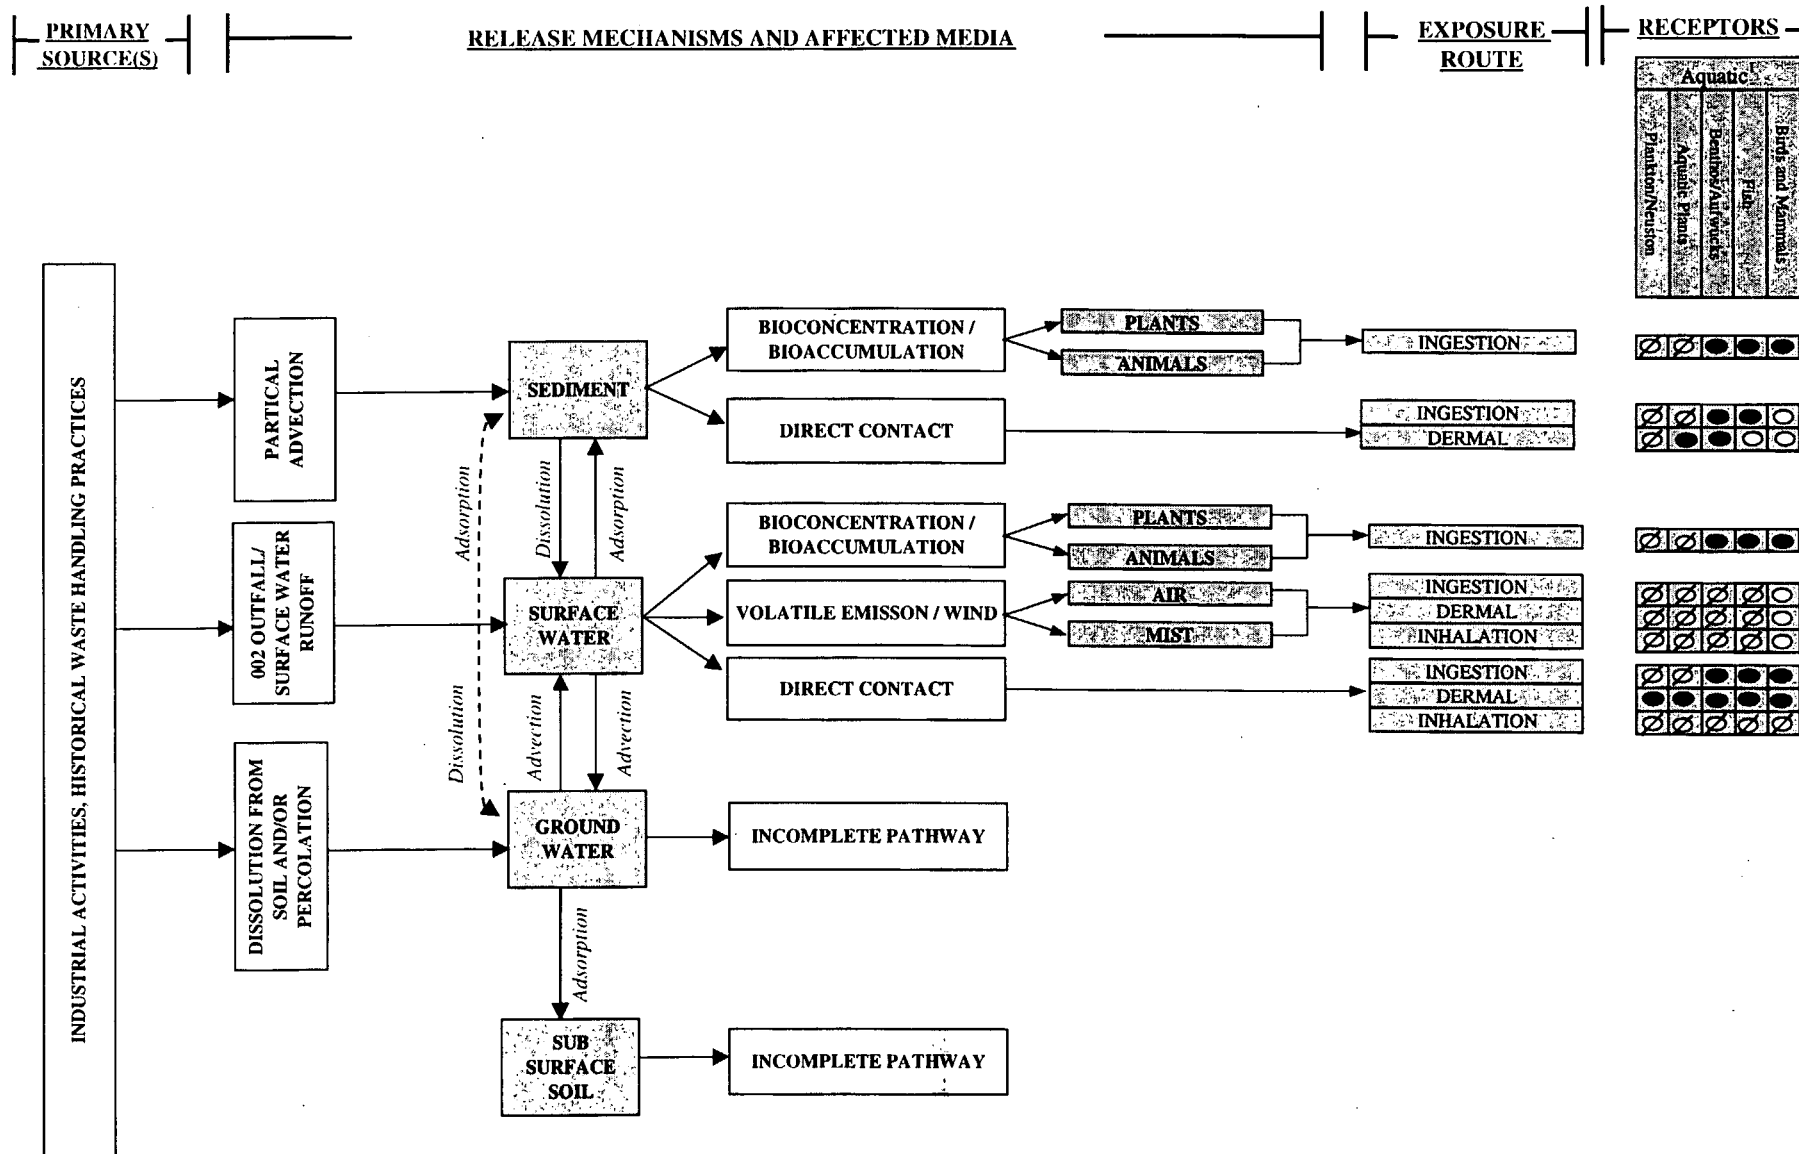 PRIMARY
SOURCE(S)
RELEASE MECHANISMS AND AFFECTED MEDIA
EXPOSURE
ROUTE
RECEPTORS
Aquatic
Plankton/Neuston
Aquatic Plants
Benthos/Aufwucks
Fish
Birds and Mammals
INDUSTRIAL ACTIVITIES, HISTORICAL WASTE HANDLING PRACTICES
PARTICAL
ADVECTION
SEDIMENT
BIOCONCENTRATION /
BIOACCUMULATION
PLANTS
ANIMALS
INGESTION
DIRECT CONTACT
INGESTION
DERMAL
Adsorption
Dissolution
Adsorption
002 OUTFALL/
SURFACE WATER
RUNOFF
SURFACE
WATER
BIOCONCENTRATION /
BIOACCUMULATION
PLANTS
ANIMALS
INGESTION
VOLATILE EMISSON / WIND
AIR
MIST
INGESTION
DERMAL
INHALATION
DIRECT CONTACT
INGESTION
DERMAL
INHALATION
Dissolution
Advection
Advection
DISSOLUTION FROM
SOIL AND/OR
PERCOLATION
GROUND
WATER
INCOMPLETE PATHWAY
Adsorption
SUB
SURFACE
SOIL
INCOMPLETE PATHWAY